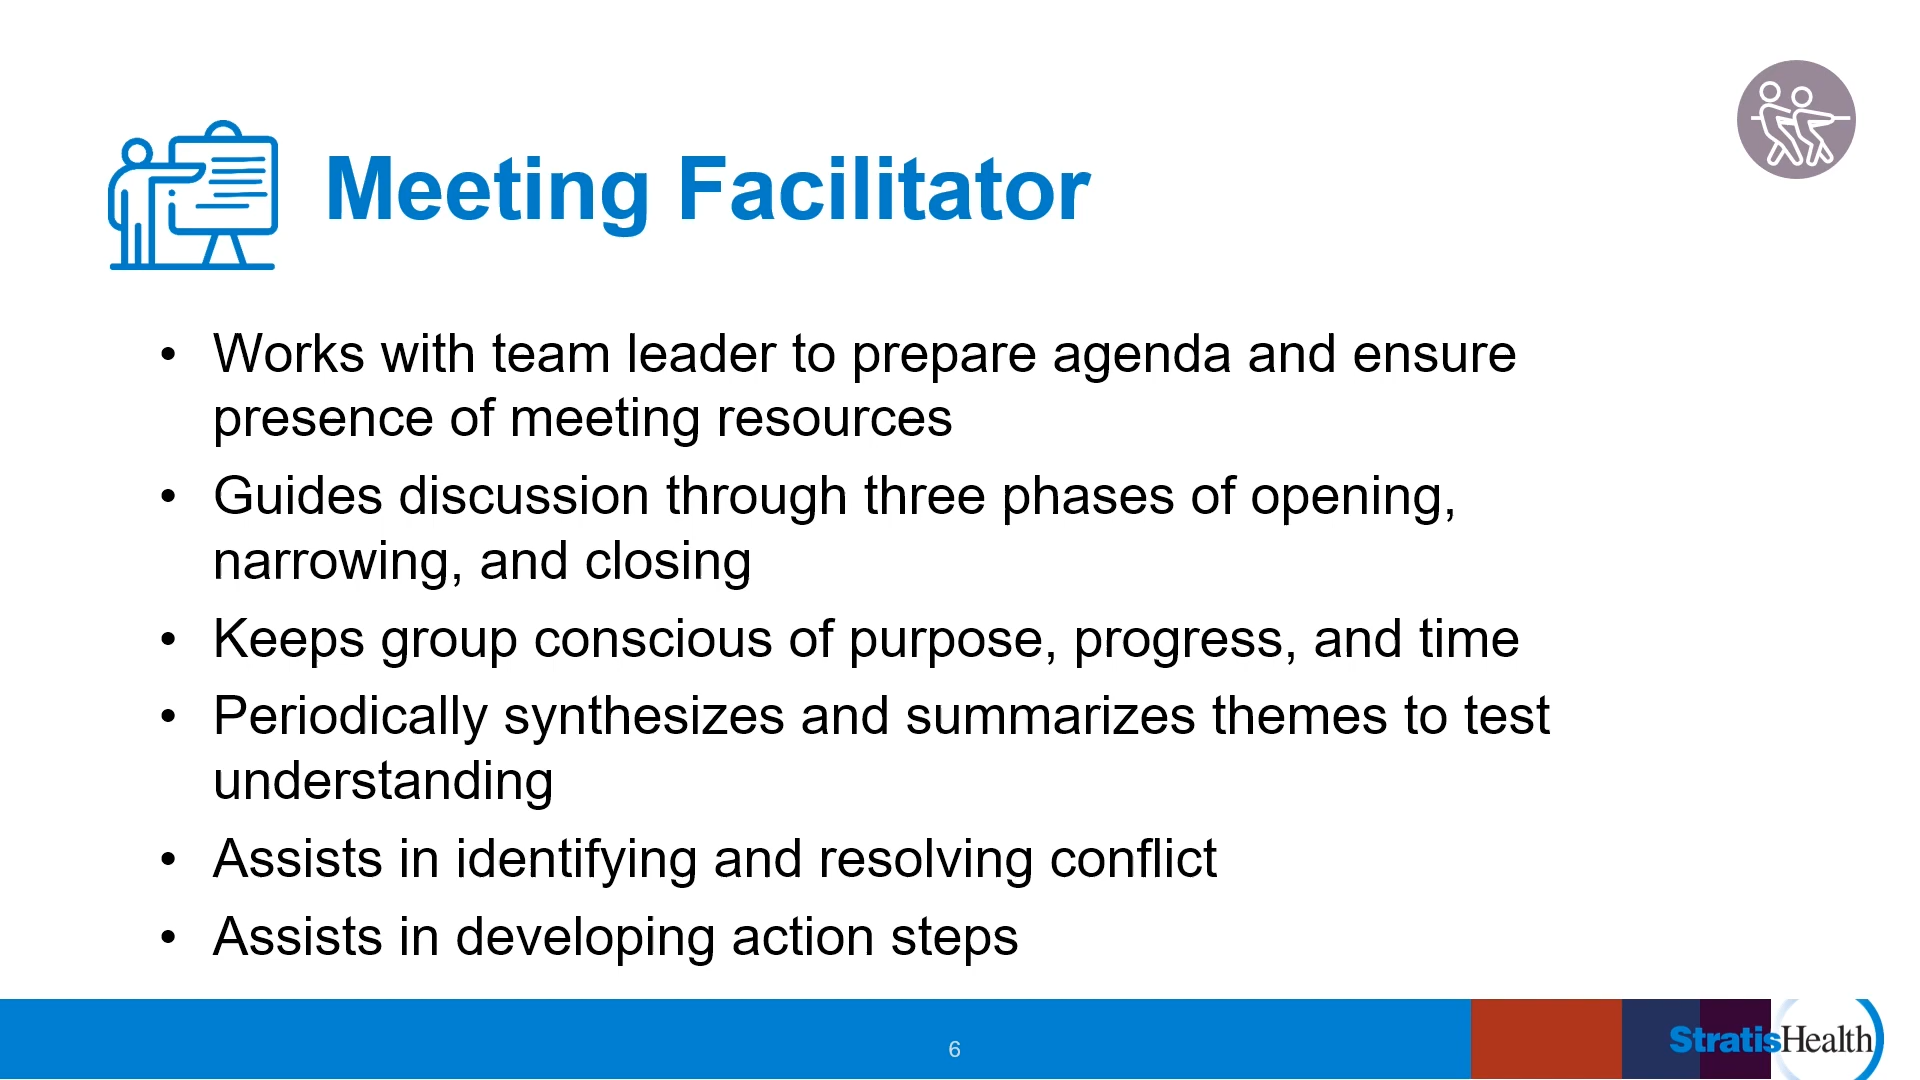 Meeting Facilitator
• Works with team leader to prepare agenda and ensure
presence of meeting resources
• Guides discussion through three phases of opening,
narrowing, and closing
• Keeps group conscious of purpose, progress, and time
• Periodically synthesizes and summarizes themes to test
understanding
• Assists in identifying and resolving conflict
• Assists in developing action steps
6
StratisHealth